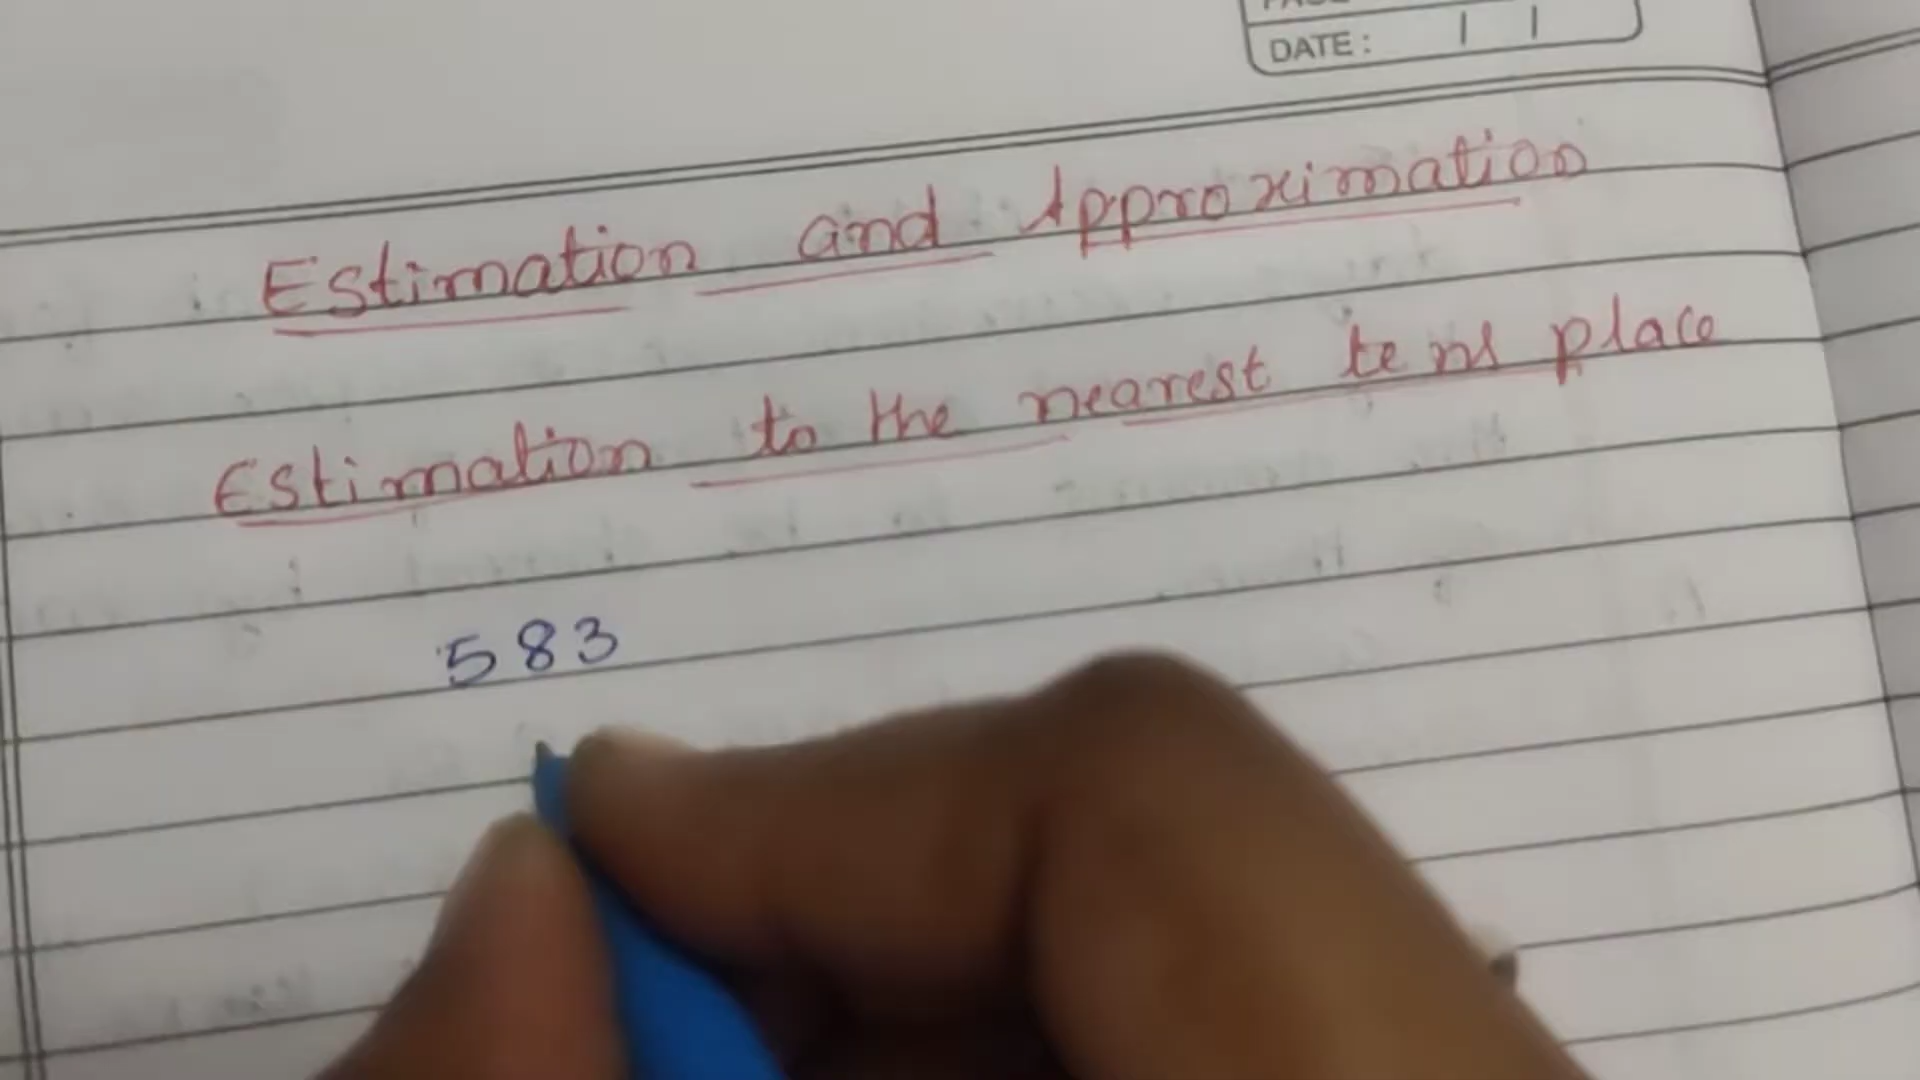 DATE :
Estimation and Approximation
Estimation to the nearest tens place
583